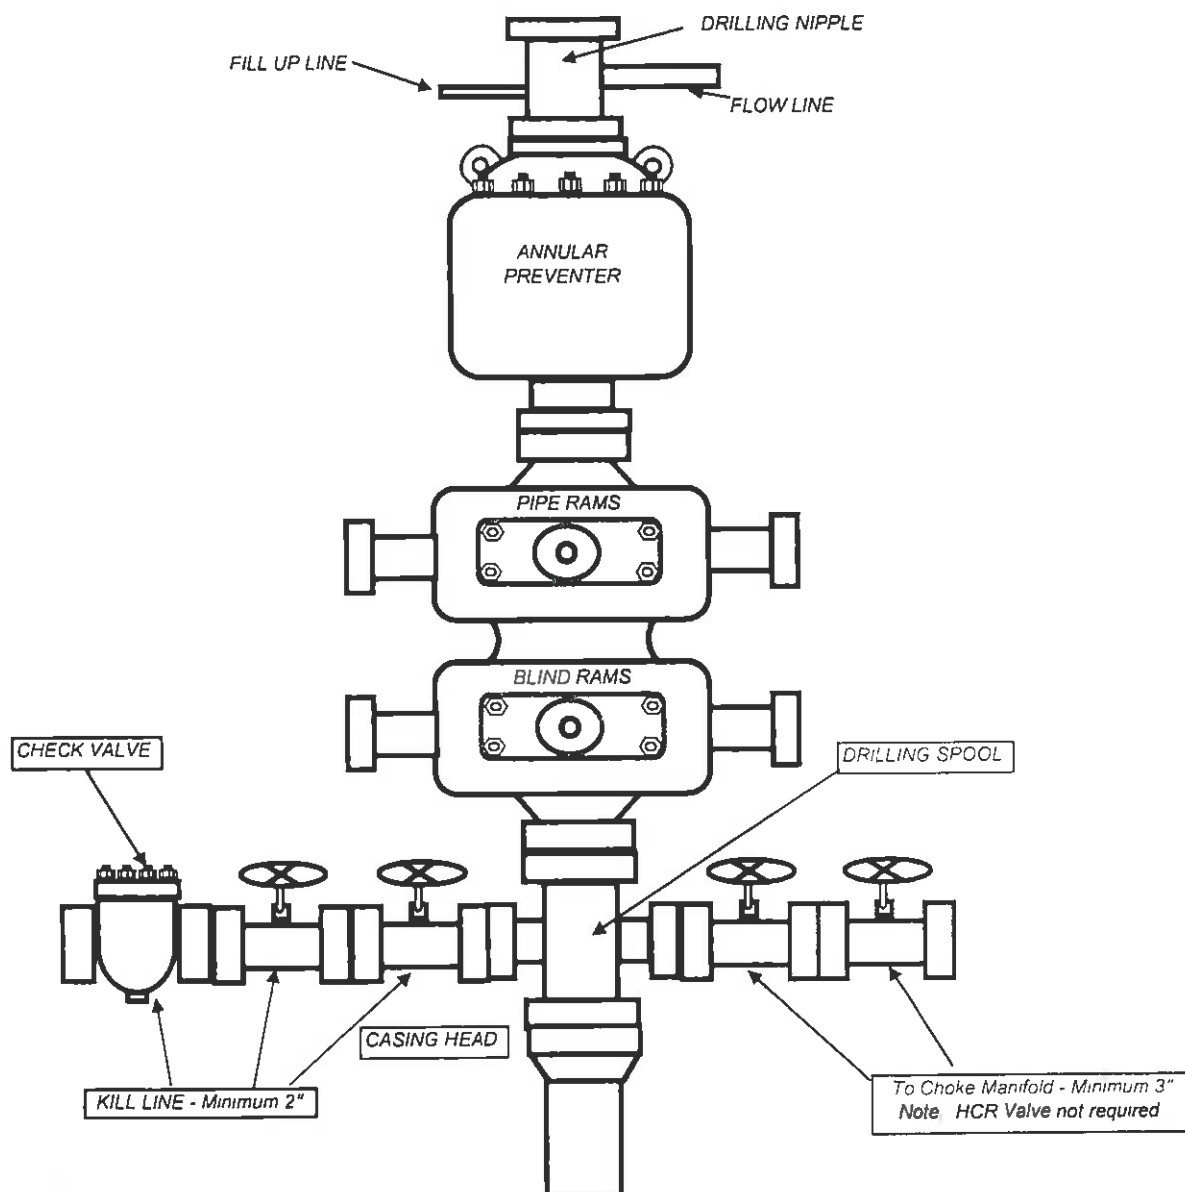 DRILLING NIPPLE
FILL UP LINE
FLOW LINE
ANNULAR
PREVENTER
PIPE RAMS
BLIND RAMS
CHECK VALVE
DRILLING SPOOL
CASING HEAD
KILL LINE - Minimum 2"
To Choke Manifold - Minimum 3"
Note HCR Valve not required